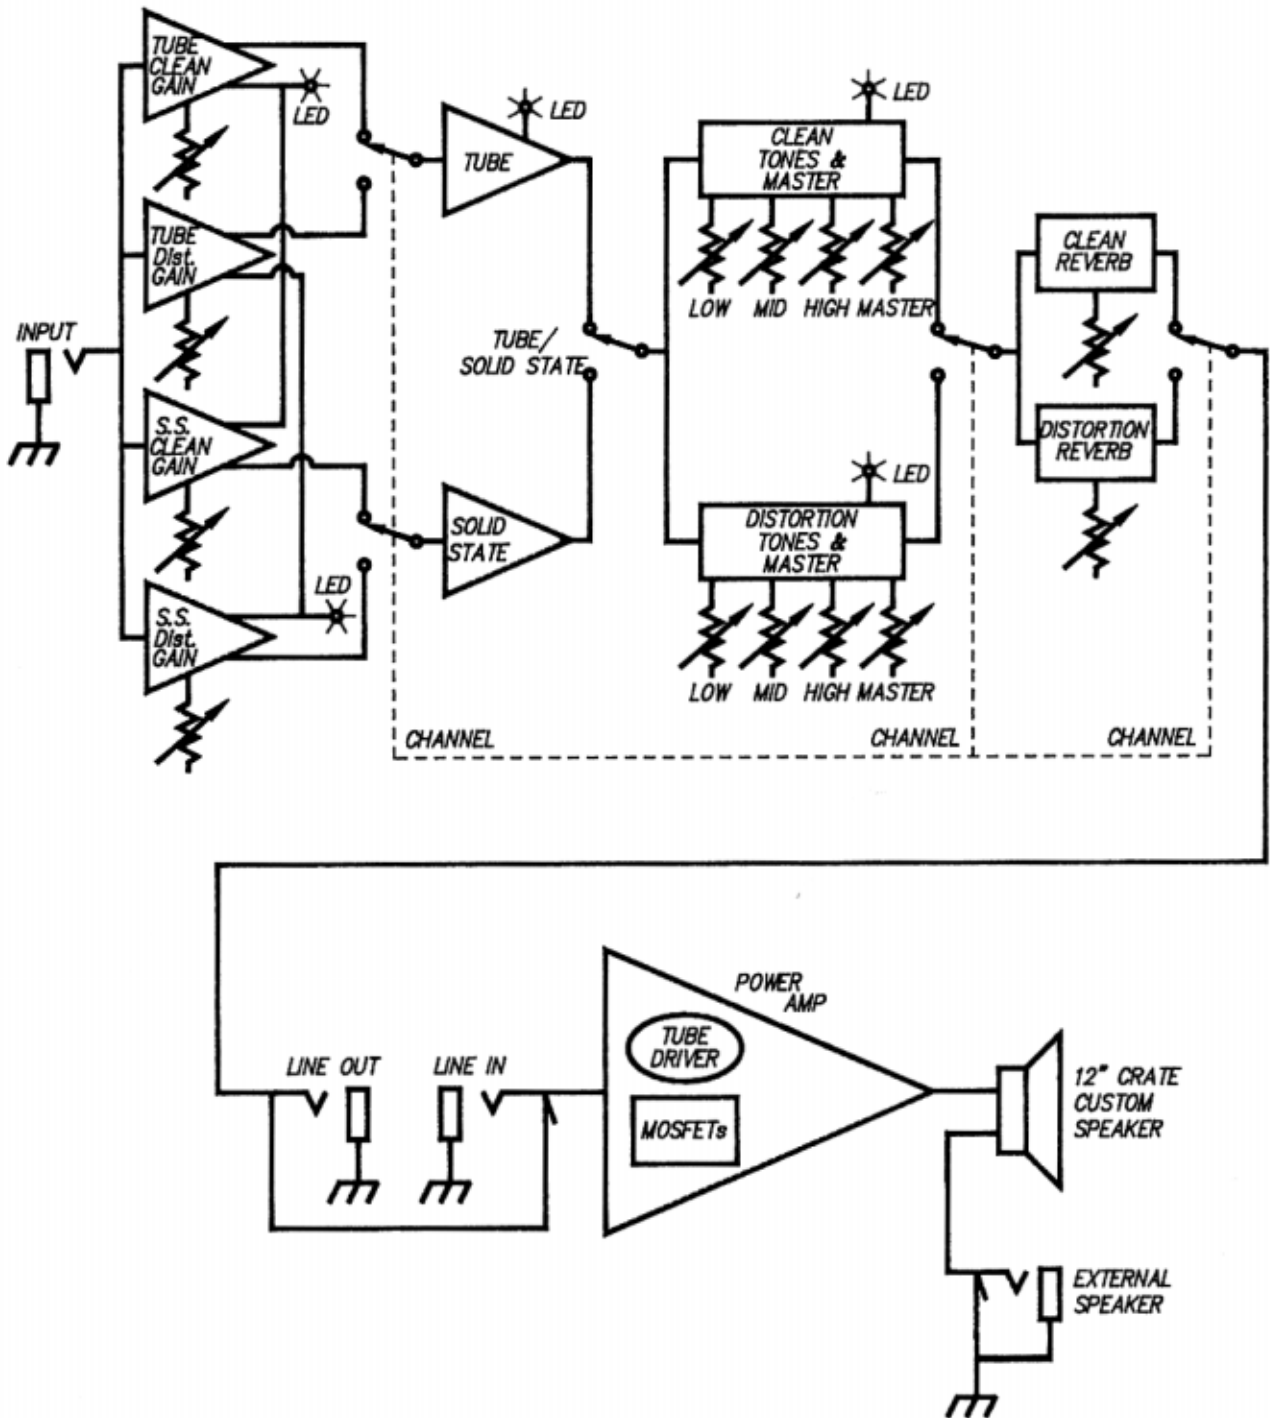 TUBE
CLEAN
GAIN
LED
TUBE
Dist.
GAIN
INPUT
S.S.
CLEAN
GAIN
S.S.
Dist.
GAIN
LED
TUBE
LED
SOLID
STATE
TUBE/
SOLID STATE
CLEAN
TONES &
MASTER
LED
LOW MID HIGH MASTER
DISTORTION
TONES &
MASTER
LED
LOW MID HIGH MASTER
CLEAN
REVERB
DISTORTION
REVERB
CHANNEL
CHANNEL
CHANNEL
LINE OUT
LINE IN
POWER
AMP
TUBE
DRIVER
MOSFETs
12" CRATE
CUSTOM
SPEAKER
EXTERNAL
SPEAKER